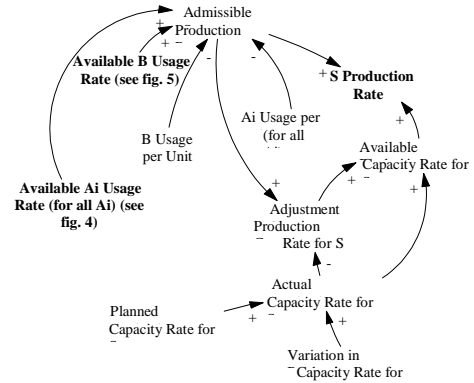 Admissible
Production
Available B Usage
Rate (see fig. 5)
S Production
Rate
B Usage
per Unit
Ai Usage per
(for all
Available
Capacity Rate for
Available Ai Usage
Rate (for all Ai) (see
fig. 4)
Adjustment
Production
Rate for S
Actual
Capacity Rate for
Planned
Capacity Rate for
Variation in
Capacity Rate for